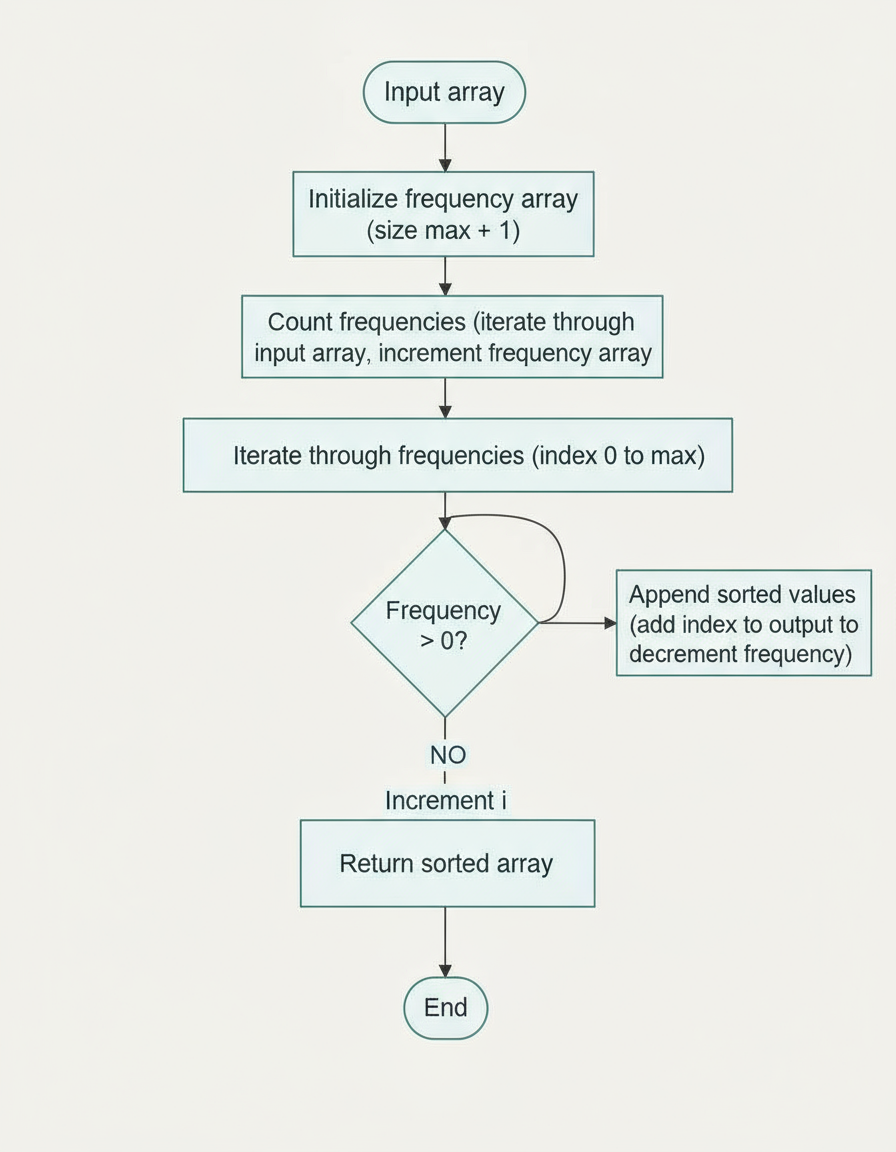 Input array
Initialize frequency array
(size max + 1)
Count frequencies (iterate through
input array, increment frequency array
Iterate through frequencies (index 0 to max)
Frequency
> 0?
Append sorted values
(add index to output to
decrement frequency)
NO
Increment i
Return sorted array
End